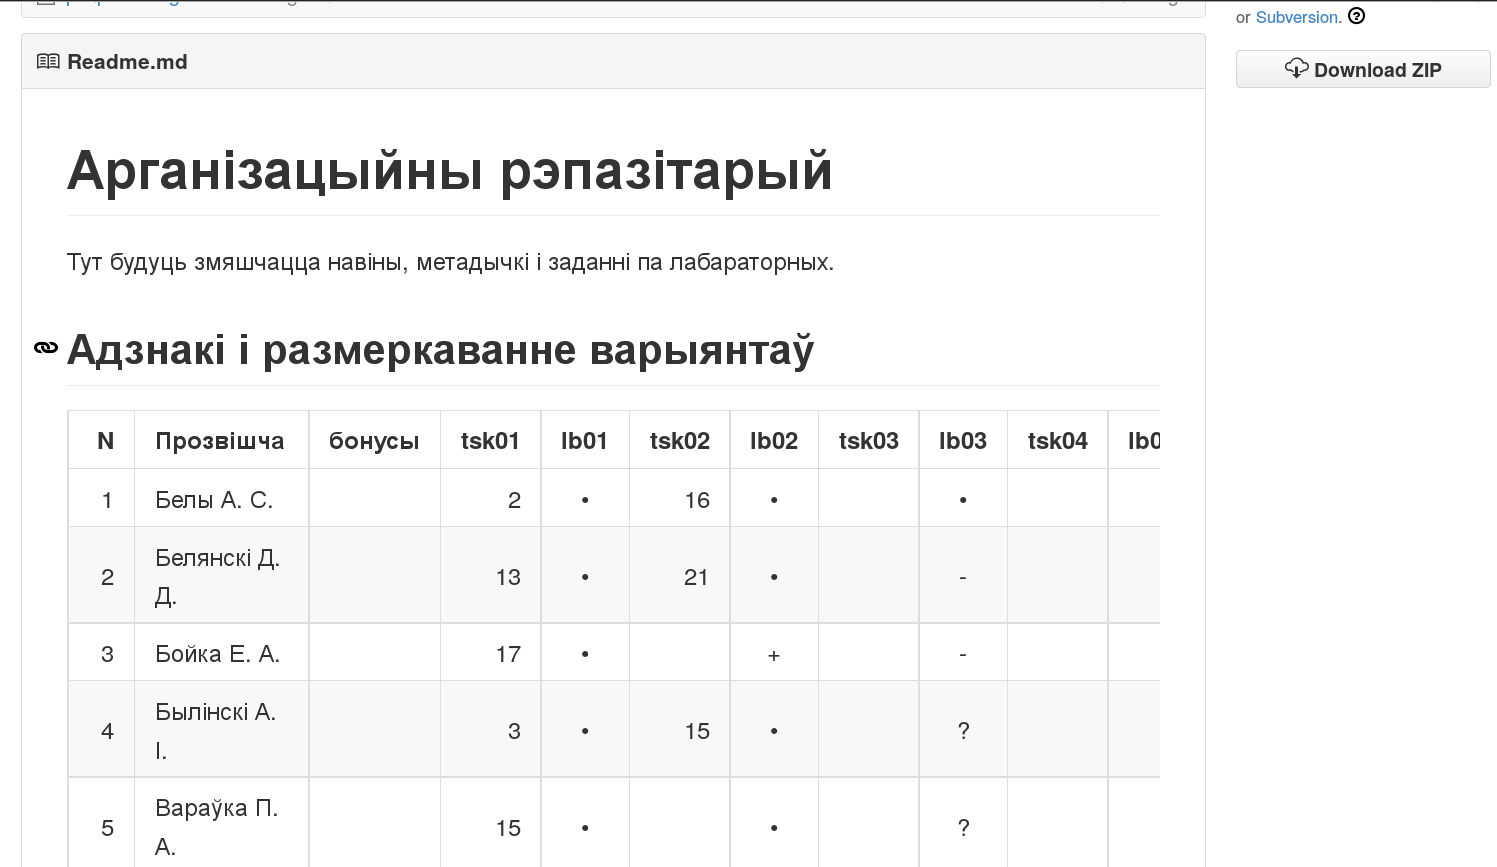 or Subversion.
Readme.md
Download ZIP
Арганізацыйны рэпазітарый
Тут будуць змяшчацца навіны, метадычкі і заданні па лабараторных.
Адзнакі і размеркаванне варыянтаў
N Прозвішча бонусы tsk01 lb01 tsk02 lb02 tsk03 lb03 tsk04
1 Белы А. С. 2 • 16 • •
2 Белянскі Д. Д. 13 • 21 • -
3 Бойка Е. А. 17 • + -
4 Былінскі А. І. 3 • 15 • ?
5 Вараўка П. А. 15 • • ?